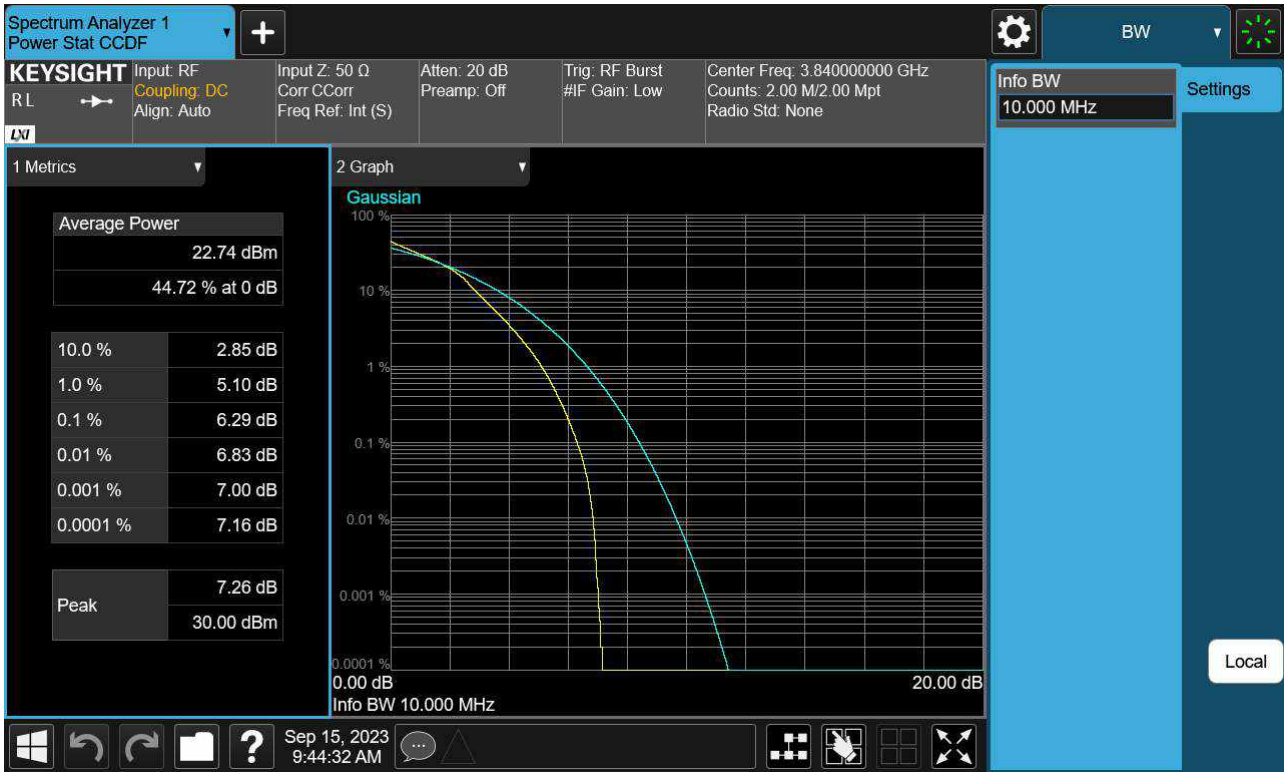 Spectrum Analyzer 1
Power Stat CCDF
BW
KEYSIGHT
RL
LXI
Input: RF
Coupling: DC
Align: Auto
Input Z: 50 Ω
Corr CCorr
Freq Ref: Int (S)
Atten: 20 dB
Preamp: Off
Trig: RF Burst
#IF Gain: Low
Center Freq: 3.840000000 GHz
Counts: 2.00 M/2.00 Mpt
Radio Std: None
Info BW
10.000 MHz
Settings
1 Metrics
Average Power
22.74 dBm
44.72 % at 0 dB
10.0 % 2.85 dB
1.0 % 5.10 dB
0.1 % 6.29 dB
0.01 % 6.83 dB
0.001 % 7.00 dB
0.0001 % 7.16 dB
Peak
7.26 dB
30.00 dBm
2 Graph
Gaussian
100 %
10 %
1 %
0.1 %
0.01 %
0.001 %
0.0001 %
0.00 dB 20.00 dB
Info BW 10.000 MHz
Local
?
Sep 15, 2023
9:44:32 AM